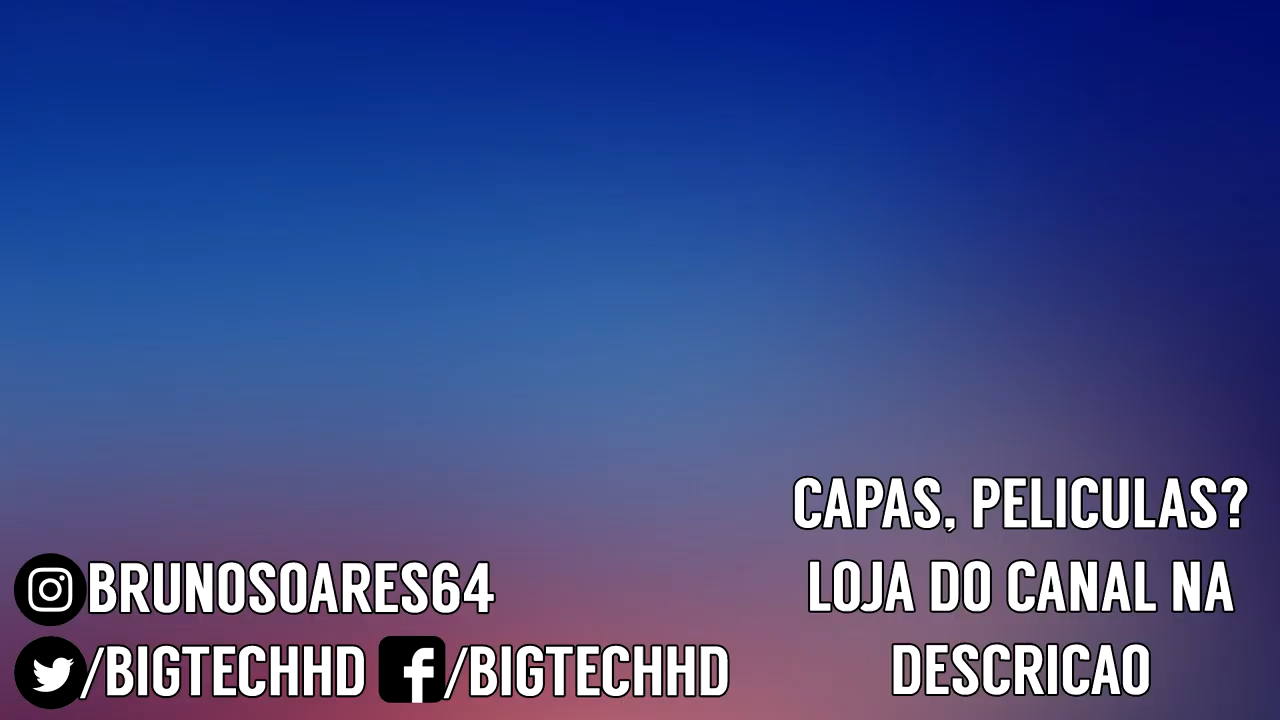 CAPAS, PELICULAS?
LOJA DO CANAL NA
DESCRICAO
BRUNOSOARES64
/BIGTECHHD /BIGTECHHD